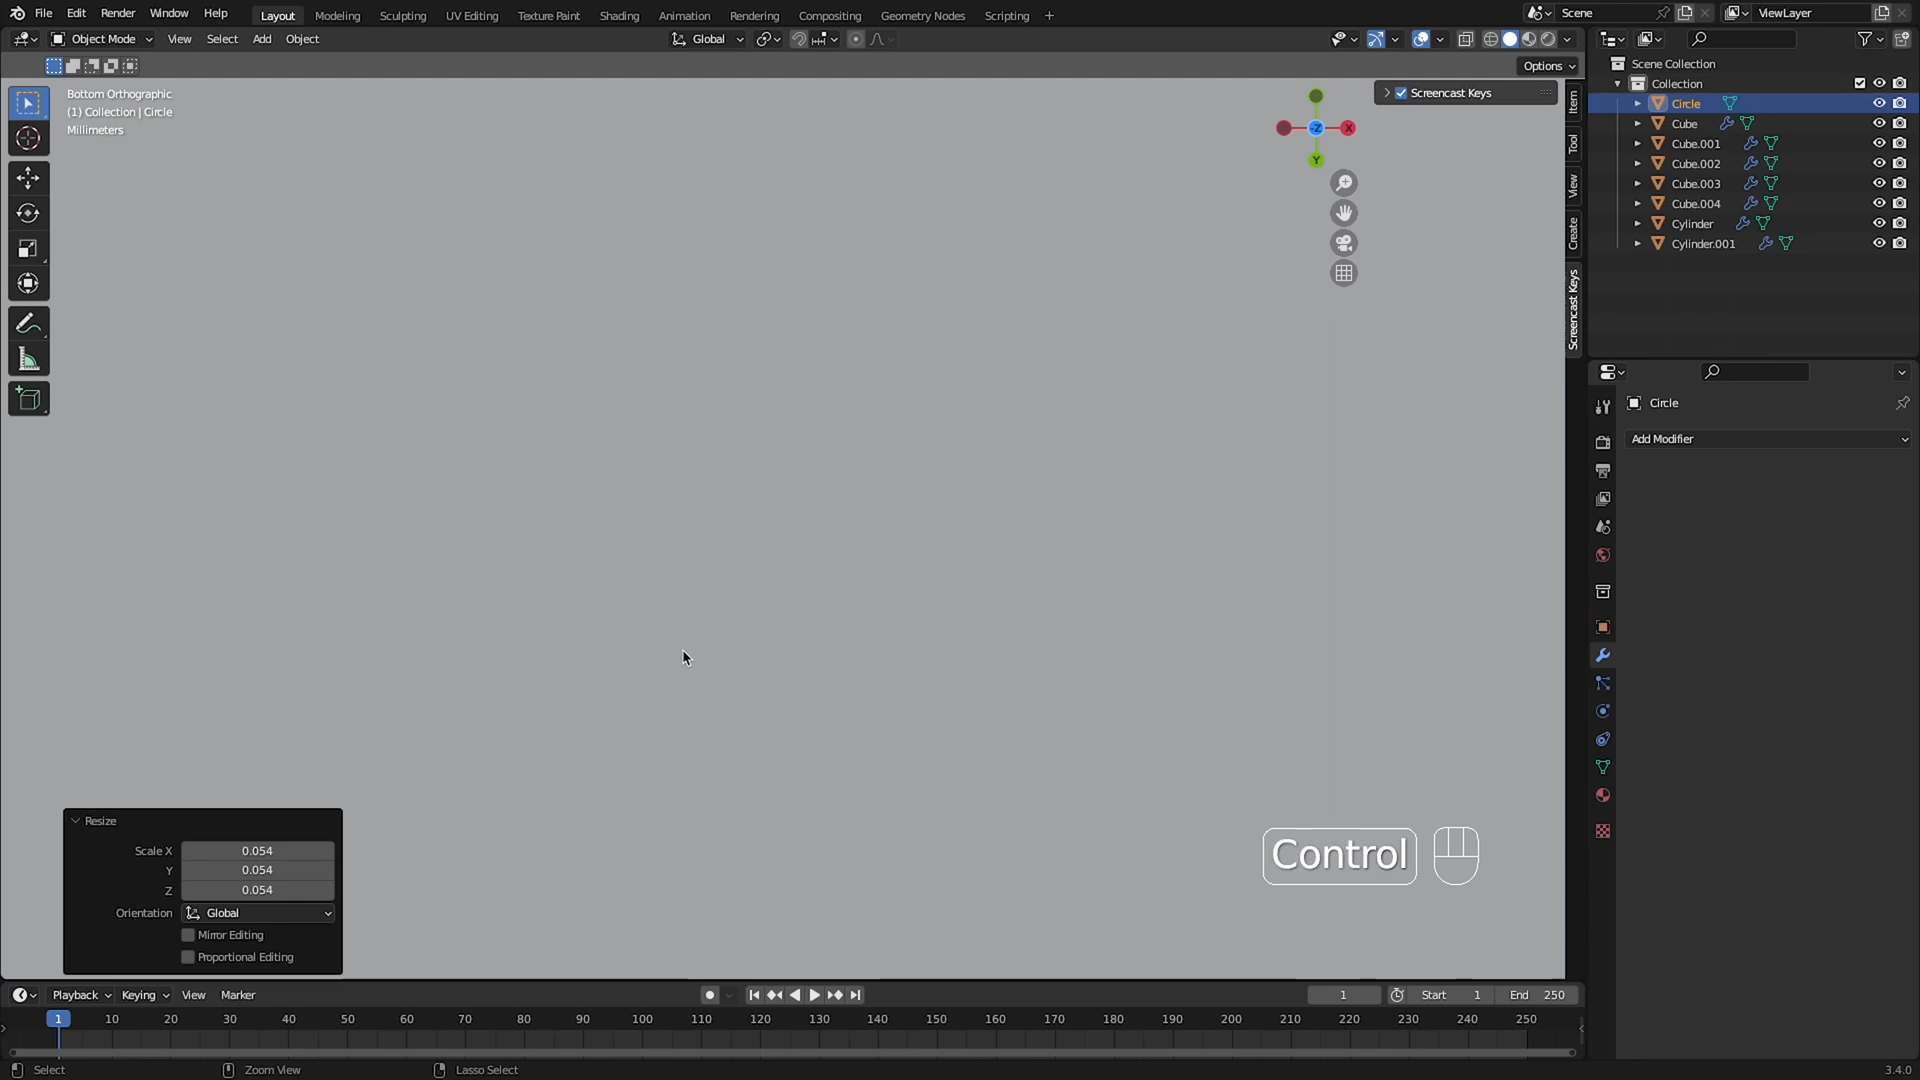 File Edit Render Window Help Layout Modeling Sculpting UV Editing Texture Paint Shading Animation Rendering Compositing Geometry Nodes Scripting + Scene ViewLayer
Object Mode View Select Add Object Global
Options
Bottom Orthographic
(1) Collection | Circle
Millimeters
Screencast Keys
-Z X
Y
Item
Tool
View
Create
Screencast Keys
Scene Collection
Collection
Circle
Cube
Cube.001
Cube.002
Cube.003
Cube.004
Cylinder
Cylinder.001
Circle
Add Modifier
Resize
Scale X 0.054
Y 0.054
Z 0.054
Orientation Global
Mirror Editing
Proportional Editing
Control
Playback Keying View Marker 1 Start 1 End 250
1 10 20 30 40 50 60 70 80 90 100 110 120 130 140 150 160 170 180 190 200 210 220 230 240 250
Select Zoom View Lasso Select 3.4.0